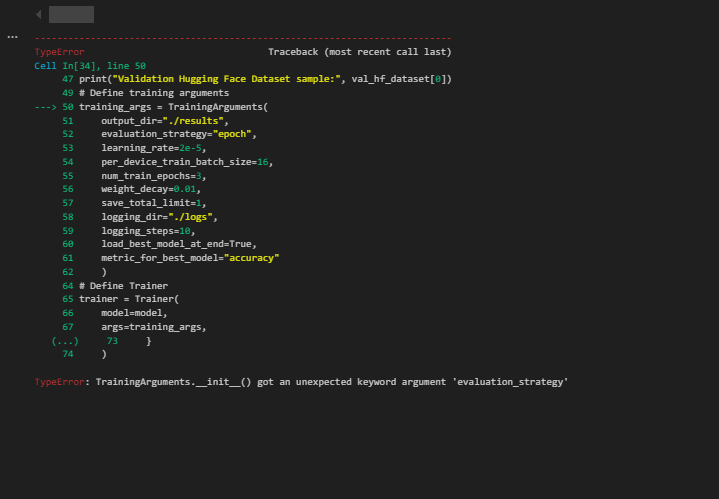 ...
---------------------------------------------------------------------------
TypeError                                 Traceback (most recent call last)
Cell In[34], line 50
     47 print("Validation Hugging Face Dataset sample:", val_hf_dataset[0])
     49 # Define training arguments
---> 50 training_args = TrainingArguments(
     51     output_dir="./results",
     52     evaluation_strategy="epoch",
     53     learning_rate=2e-5,
     54     per_device_train_batch_size=16,
     55     num_train_epochs=3,
     56     weight_decay=0.01,
     57     save_total_limit=1,
     58     logging_dir="./logs",
     59     logging_steps=10,
     60     load_best_model_at_end=True,
     61     metric_for_best_model="accuracy"
     62     )
     64 # Define Trainer
     65 trainer = Trainer(
     66     model=model,
     67     args=training_args,
   (...)     73     }
     74     )
TypeError: TrainingArguments.__init__() got an unexpected keyword argument 'evaluation_strategy'